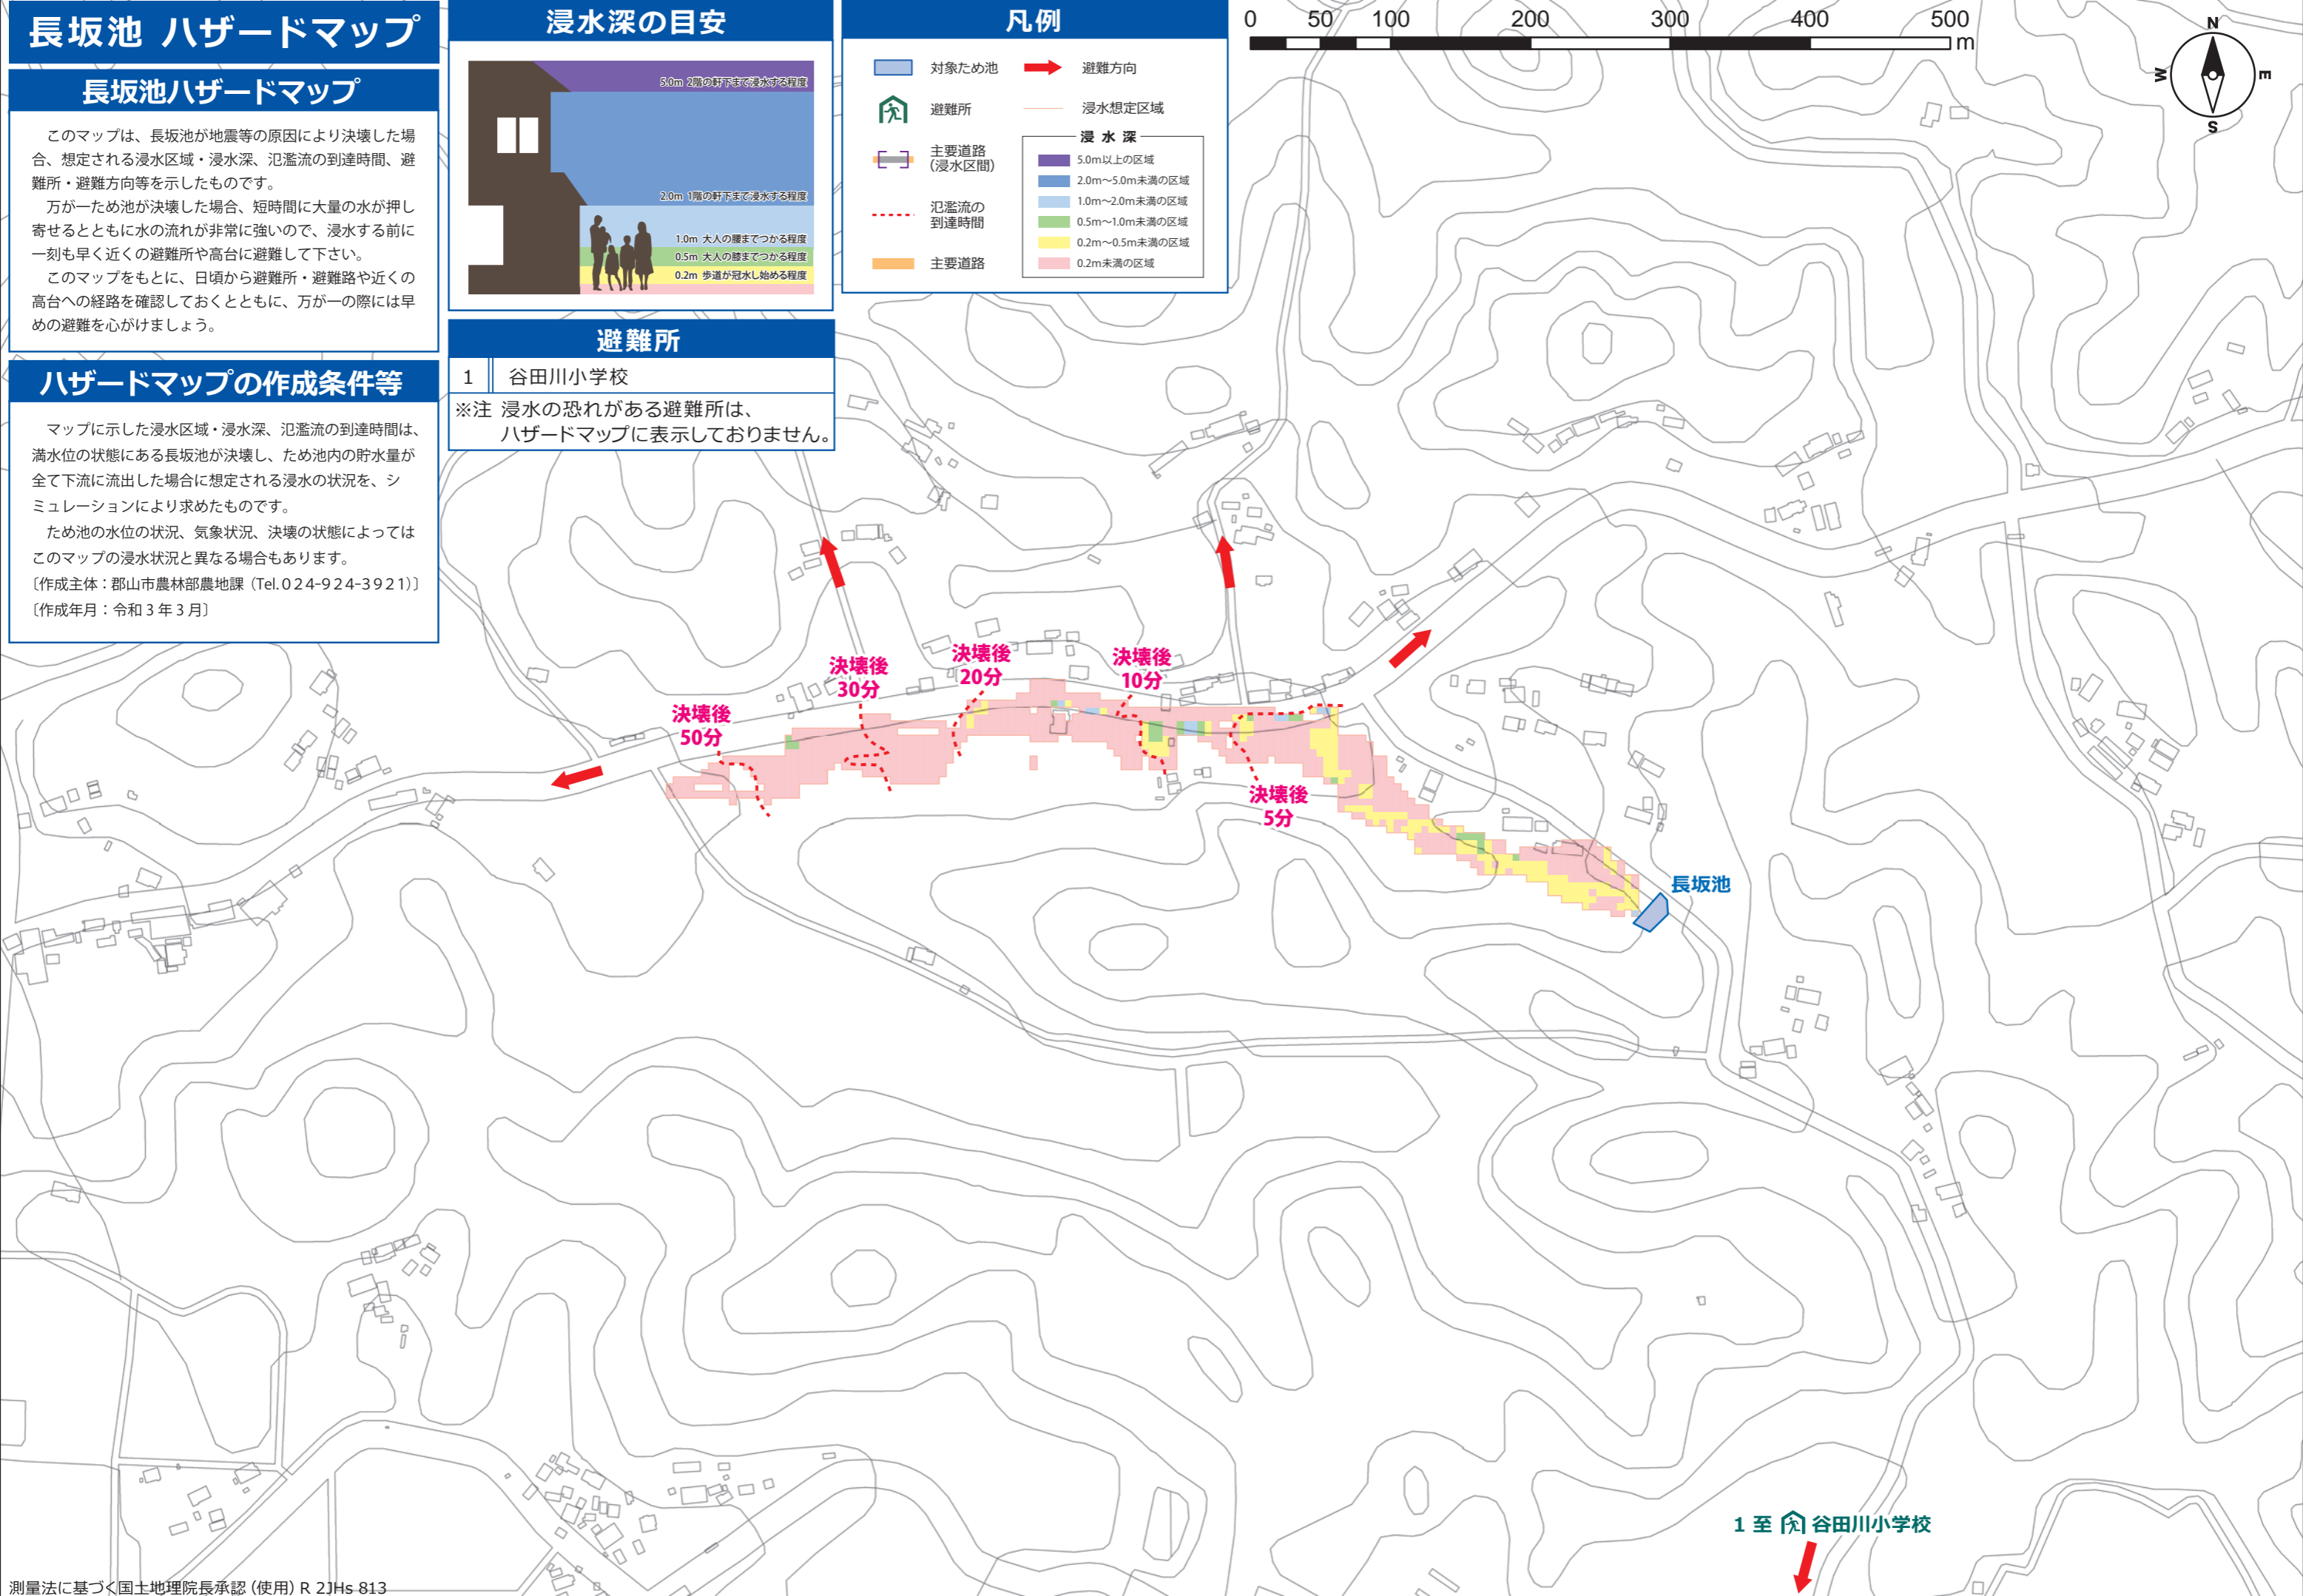 長坂池 ハザードマップ
長坂池ハザードマップ
このマップは、長坂池が地震等の原因により決壊した場
合、想定される浸水区域・浸水深、氾濫流の到達時間、避
難所・避難方向等を示したものです。
万が一ため池が決壊した場合、短時間に大量の水が押し
寄せるとともに水の流れが非常に強いので、浸水する前に
一刻も早く近くの避難所や高台に避難して下さい。
このマップをもとに、日頃から避難所・避難路や近くの
高台への経路を確認しておくとともに、万が一の際には早
めの避難を心がけましょう。
ハザードマップの作成条件等
マップに示した浸水区域・浸水深、氾濫流の到達時間は、
満水位の状態にある長坂池が決壊し、ため池内の貯水量が
全て下流に流出した場合に想定される浸水の状況を、シ
ミュレーションにより求めたものです。
ため池の水位の状況、気象状況、決壊の状態によっては
このマップの浸水状況と異なる場合もあります。
〔作成主体:郡山市農林部農地課(Tel.024-924-3921)〕
〔作成年月:令和3年3月〕
浸水深の目安
5.0m 2階の軒下まで浸水する程度
2.0m 1階の軒下まで浸水する程度
1.0m 大人の腰までつかる程度
0.5m 大人の膝までつかる程度
0.2m 歩道が冠水し始める程度
避難所
1 谷田川小学校
※注 浸水の恐れがある避難所は、
ハザードマップに表示しておりません。
凡例
対象ため池
避難所
主要道路
(浸水区間)
氾濫流の
到達時間
主要道路
避難方向
浸水想定区域
浸水深
5.0m以上の区域
2.0m〜5.0m未満の区域
1.0m〜2.0m未満の区域
0.5m〜1.0m未満の区域
0.2m〜0.5m未満の区域
0.2m未満の区域
0 50 100 200 300 400 500
m
N
W
E
S
決壊後
50分
決壊後
30分
決壊後
20分
決壊後
10分
決壊後
5分
長坂池
1 至 谷田川小学校
測量法に基づく国土地理院長承認(使用)R 2JHs 813